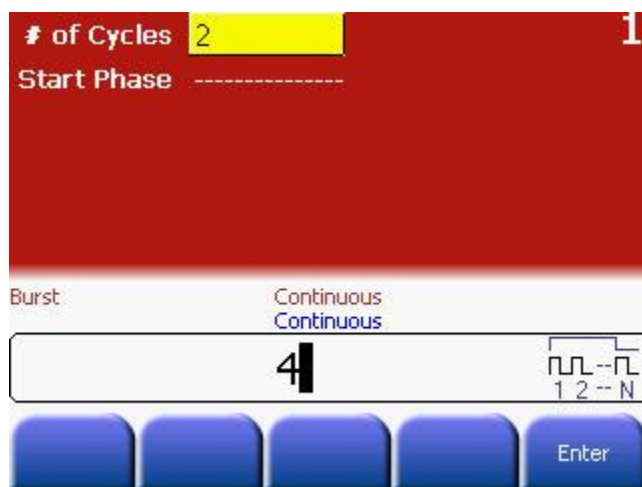 # of Cycles 2 1
Start Phase ---------------
Burst Continuous
Continuous
4
1 2 -- N
Enter